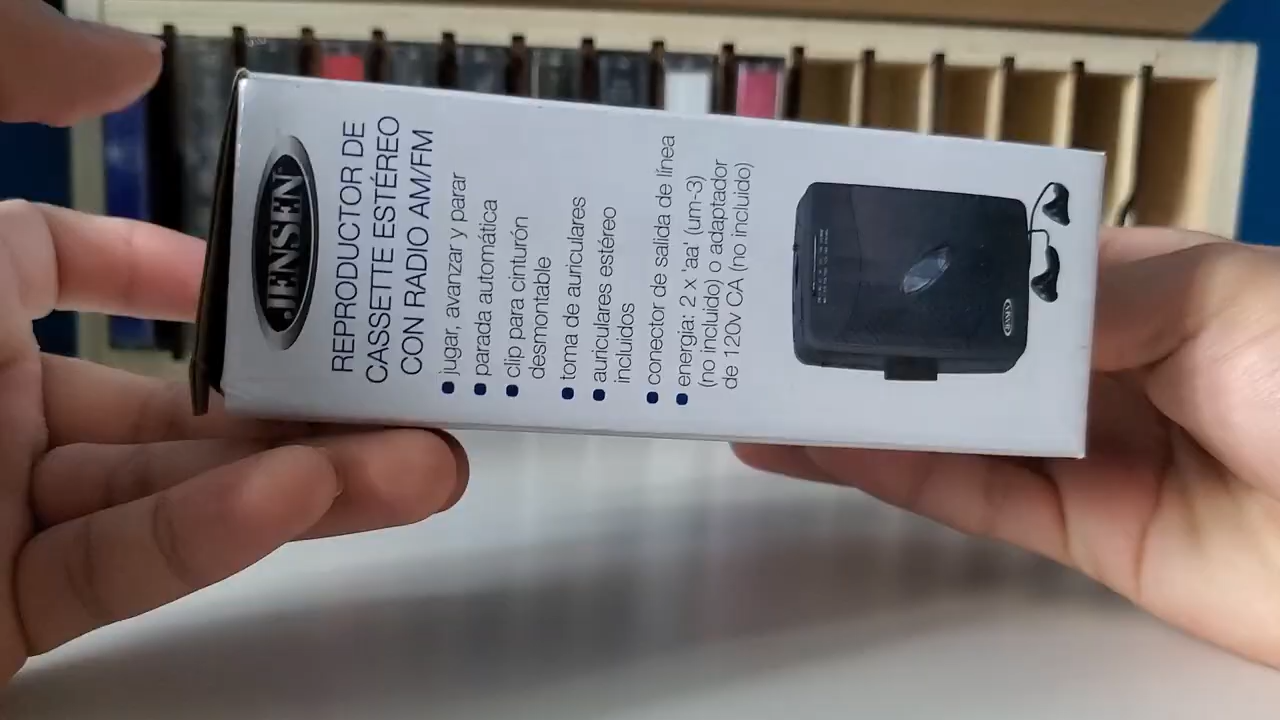 JENSEN
REPRODUCTOR DE
CASSETTE ESTÉREO
CON RADIO AM/FM
• jugar, avanzar y parar
• parada automática
• clip para cinturón
desmontable
• toma de auriculares
• auriculares estéreo
incluidos
• conector de salida de línea
• energia: 2 x 'aa' (um-3)
(no incluido) o adaptador
de 120v CA (no incluido)
JENSEN